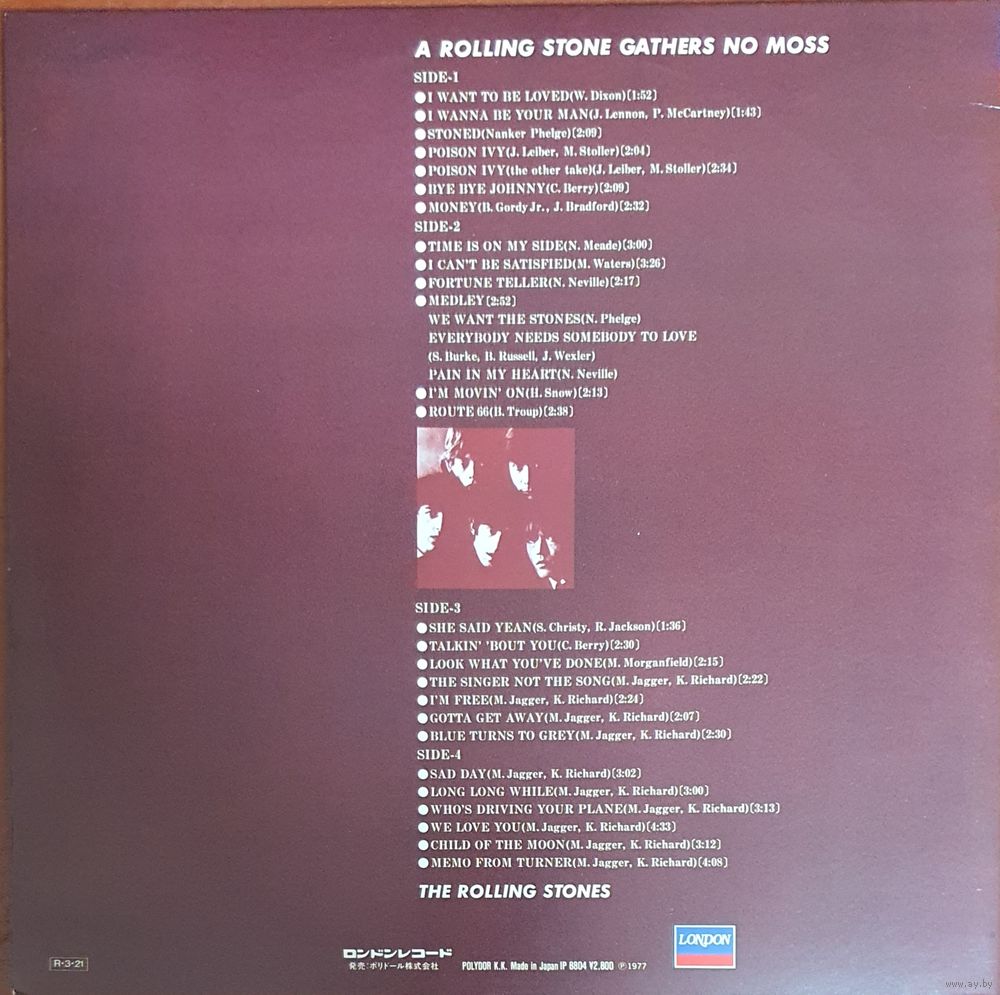 A ROLLING STONE GATHERS NO MOSS
SIDE-1
●I WANT TO BE LOVED(W. Dixon)(1:52)
●I WANNA BE YOUR MAN(J. Lennon, P. McCartney)(1:43)
●STONED(Nanker Phelge)(2:09)
●POISON IVY(J. Leiber, M. Stoller)(2:04)
●POISON IVY(the other take)(J. Leiber, M. Stoller)(2:34)
●BYE BYE JOHNNY(C. Berry)(2:09)
●MONEY(B. Gordy Jr., J. Bradford)(2:32)
SIDE-2
●TIME IS ON MY SIDE(N. Meade)(3:00)
●I CAN'T BE SATISFIED(M. Waters)(3:26)
●FORTUNE TELLER(N. Neville)(2:17)
●MEDLEY(2:52)
WE WANT THE STONES(N. Phelge)
EVERYBODY NEEDS SOMEBODY TO LOVE
(S. Burke, B. Russell, J. Wexler)
PAIN IN MY HEART(N. Neville)
●I'M MOVIN' ON(H. Snow)(2:13)
●ROUTE 66(B. Troup)(2:38)
SIDE-3
●SHE SAID YEAN(S. Christy, R. Jackson)(1:36)
●TALKIN' 'BOUT YOU(C. Berry)(2:30)
●LOOK WHAT YOU'VE DONE(M. Morganfield)(2:15)
●THE SINGER NOT THE SONG(M. Jagger, K. Richard)(2:22)
●I'M FREE(M. Jagger, K. Richard)(2:24)
●GOTTA GET AWAY(M. Jagger, K. Richard)(2:07)
●BLUE TURNS TO GREY(M. Jagger, K. Richard)(2:30)
SIDE-4
●SAD DAY(M. Jagger, K. Richard)(3:02)
●LONG LONG WHILE(M. Jagger, K. Richard)(3:00)
●WHO'S DRIVING YOUR PLANE(M. Jagger, K. Richard)(3:13)
●WE LOVE YOU(M. Jagger, K. Richard)(4:33)
●CHILD OF THE MOON(M. Jagger, K. Richard)(3:12)
●MEMO FROM TURNER(M. Jagger, K. Richard)(4:08)
THE ROLLING STONES
LONDON
ロンドンレコード
発売:ポリドール株式会社 POLYDOR K.K. Made in Japan IP 8804 ¥2,800 ℗1977
R·3·21
www.ay.by